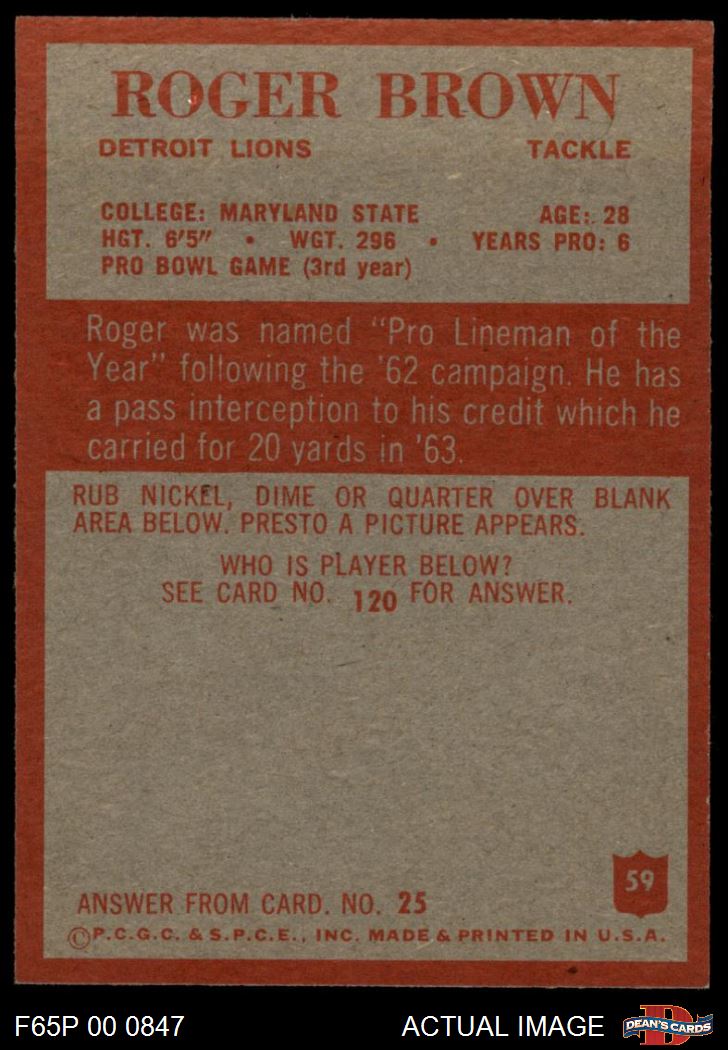 ROGER BROWN
DETROIT LIONS TACKLE
COLLEGE: MARYLAND STATE AGE: 28
HGT. 6'5" • WGT. 296 • YEARS PRO: 6
PRO BOWL GAME (3rd year)
Roger was named "Pro Lineman of the
Year" following the '62 campaign. He has
a pass interception to his credit which he
carried for 20 yards in '63.
RUB NICKEL, DIME OR QUARTER OVER BLANK
AREA BELOW. PRESTO A PICTURE APPEARS.
WHO IS PLAYER BELOW?
SEE CARD NO. 120 FOR ANSWER.
59
ANSWER FROM CARD. NO. 25
©P.C.G.C. & S.P.C.E., INC. MADE & PRINTED IN U.S.A.
F65P 00 0847 ACTUAL IMAGE D DEAN'S CARDS